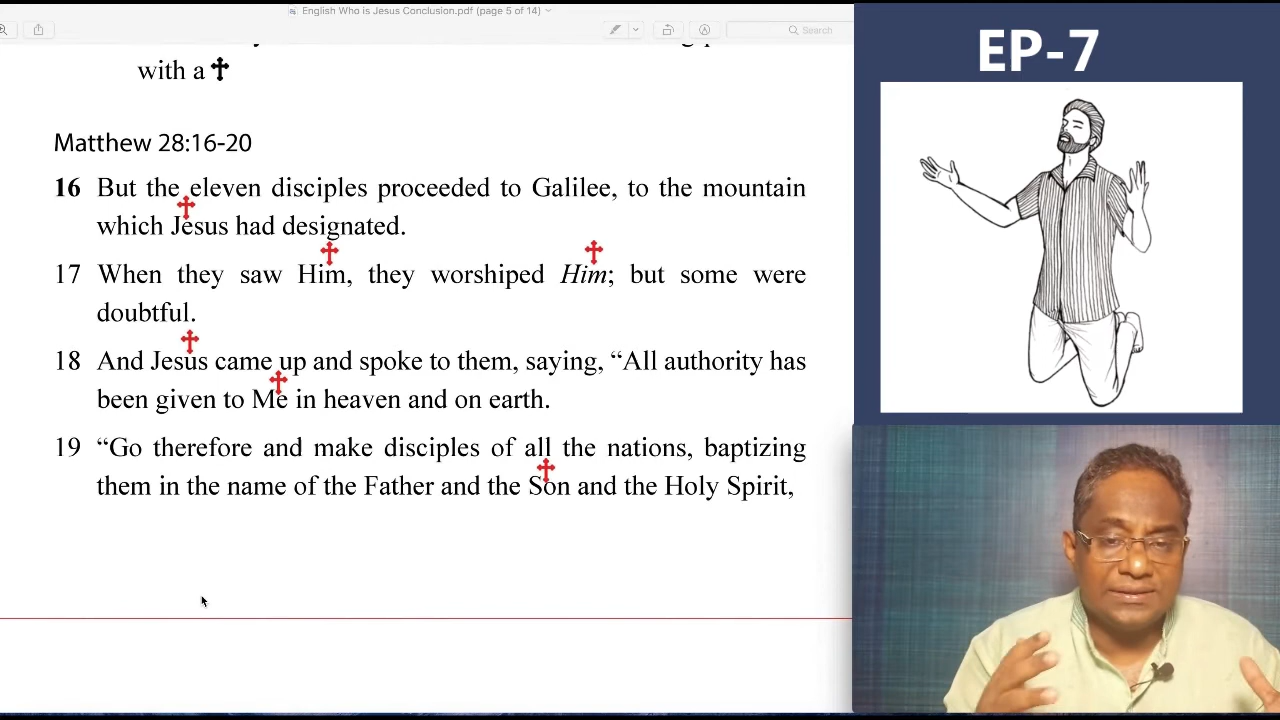 English Who is Jesus Conclusion.pdf (page 5 of 14)
Search
EP-7
with a
Matthew 28:16-20
16 But the eleven disciples proceeded to Galilee, to the mountain
which Jesus had designated.
17 When they saw Him, they worshiped Him; but some were
doubtful.
18 And Jesus came up and spoke to them, saying, “All authority has
been given to Me in heaven and on earth.
19 “Go therefore and make disciples of all the nations, baptizing
them in the name of the Father and the Son and the Holy Spirit,